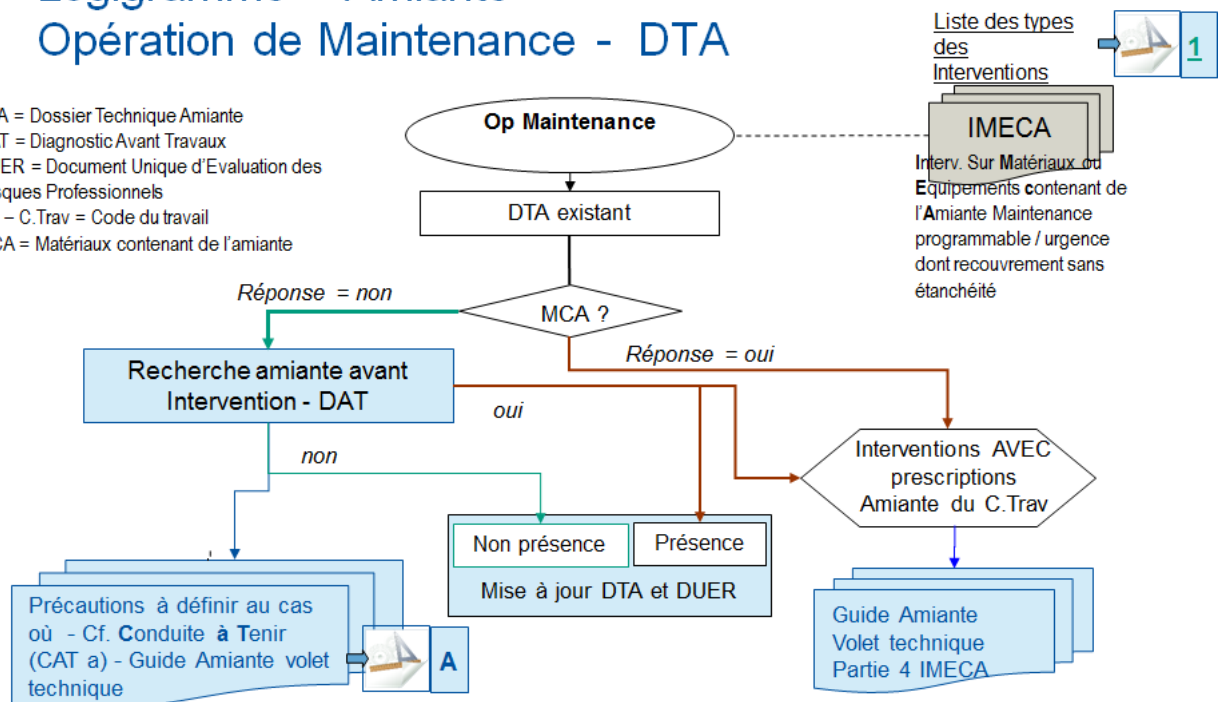 Opération de Maintenance - DTA
Liste des types
des
Interventions
1
A = Dossier Technique Amiante
T = Diagnostic Avant Travaux
ER = Document Unique d'Evaluation des
sques Professionnels
– C.Trav = Code du travail
CA = Matériaux contenant de l'amiante
Op Maintenance
IMECA
Interv. Sur Matériaux ou
Equipements contenant de
l'Amiante Maintenance
programmable / urgence
dont recouvrement sans
étanchéité
DTA existant
MCA ?
Réponse = non
Réponse = oui
Recherche amiante avant
Intervention - DAT
oui
non
Interventions AVEC
prescriptions
Amiante du C.Trav
Non présence
Présence
Mise à jour DTA et DUER
Précautions à définir au cas
où - Cf. Conduite à Tenir
(CAT a) - Guide Amiante volet
technique
A
Guide Amiante
Volet technique
Partie 4 IMECA